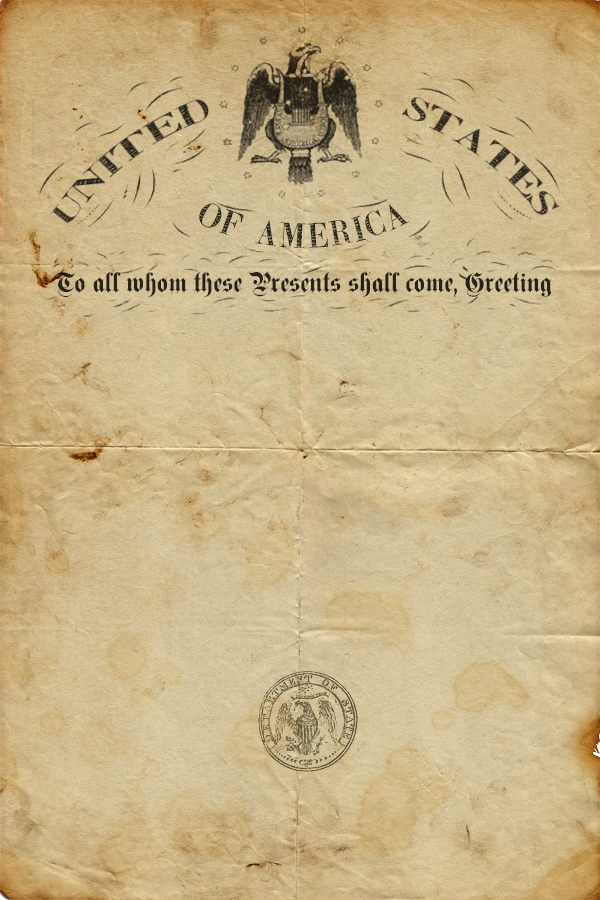 UNITED STATES
OF AMERICA
To all whom these Presents shall come, Greeting
DEPARTMENT OF STATE